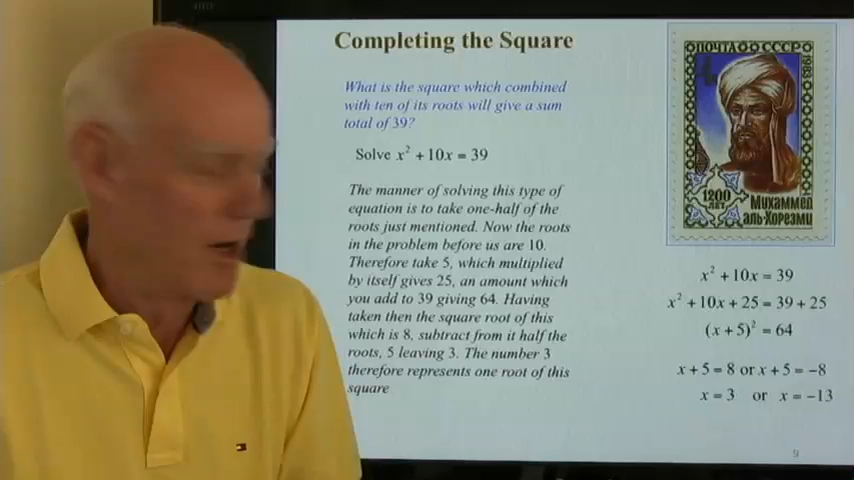 Completing the Square
What is the square which combined
with ten of its roots will give a sum
total of 39?
Solve x² + 10x = 39
The manner of solving this type of
equation is to take one-half of the
roots just mentioned. Now the roots
in the problem before us are 10.
Therefore take 5, which multiplied
by itself gives 25, an amount which
you add to 39 giving 64. Having
taken then the square root of this
which is 8, subtract from it half the
roots, 5 leaving 3. The number 3
therefore represents one root of this
square
ПОЧТА СССР
1983
1200
ЛЕТ
Мухаммед
аль-Хорезми
x² + 10x = 39
x² + 10x + 25 = 39 + 25
(x + 5)² = 64
x + 5 = 8 or x + 5 = −8
x = 3 or x = −13
9